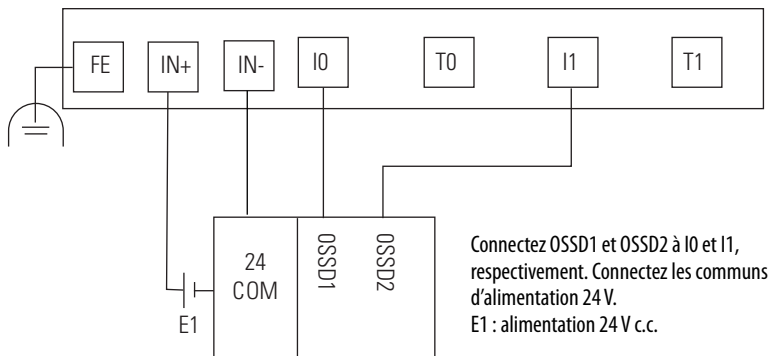 FE IN+ IN- I0 T0 I1 T1
OSSD1
OSSD2
24
COM
E1
Connectez OSSD1 et OSSD2 à I0 et I1,
respectivement. Connectez les communs
d’alimentation 24 V.
E1 : alimentation 24 V c.c.